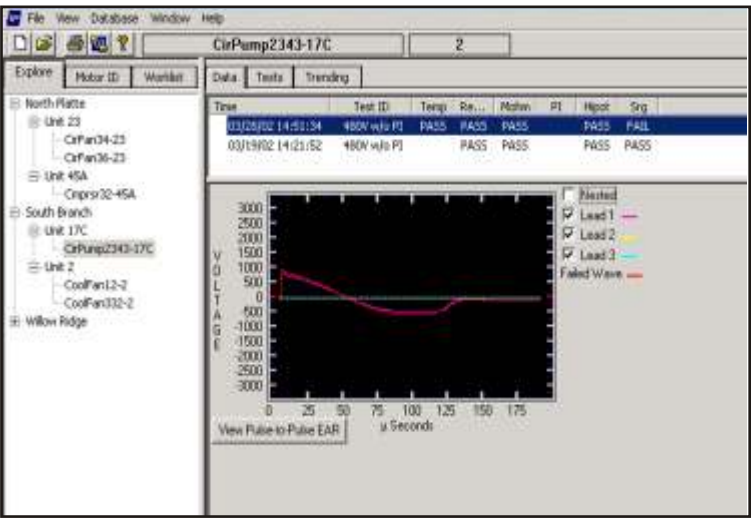 File View Database Window Help
CirPump2343-17C 2
Explore Motor ID Worklist Data Tests Trending
North Platte
Unit 23
CirFan34-23
CirFan36-23
Unit 45A
Cmprsr32-45A
South Branch
Unit 17C
CirPump2343-17C
Unit 2
CoolFan12-2
CoolFan332-2
Willow Ridge
Time Test ID Temp Re... Mohm PI Hipot Srg
03/28/02 14:51:34 480V w/o PI PASS PASS PASS PASS FAIL
03/19/02 14:21:52 480V w/o PI PASS PASS PASS PASS
Nested
Lead 1
Lead 2
Lead 3
Failed Wave
VOLTAGE
3000
2500
2000
1500
1000
500
0
-500
-1000
-1500
-2000
-2500
-3000
0 25 50 75 100 125 150 175
µ Seconds
View Pulse-to-Pulse EAR